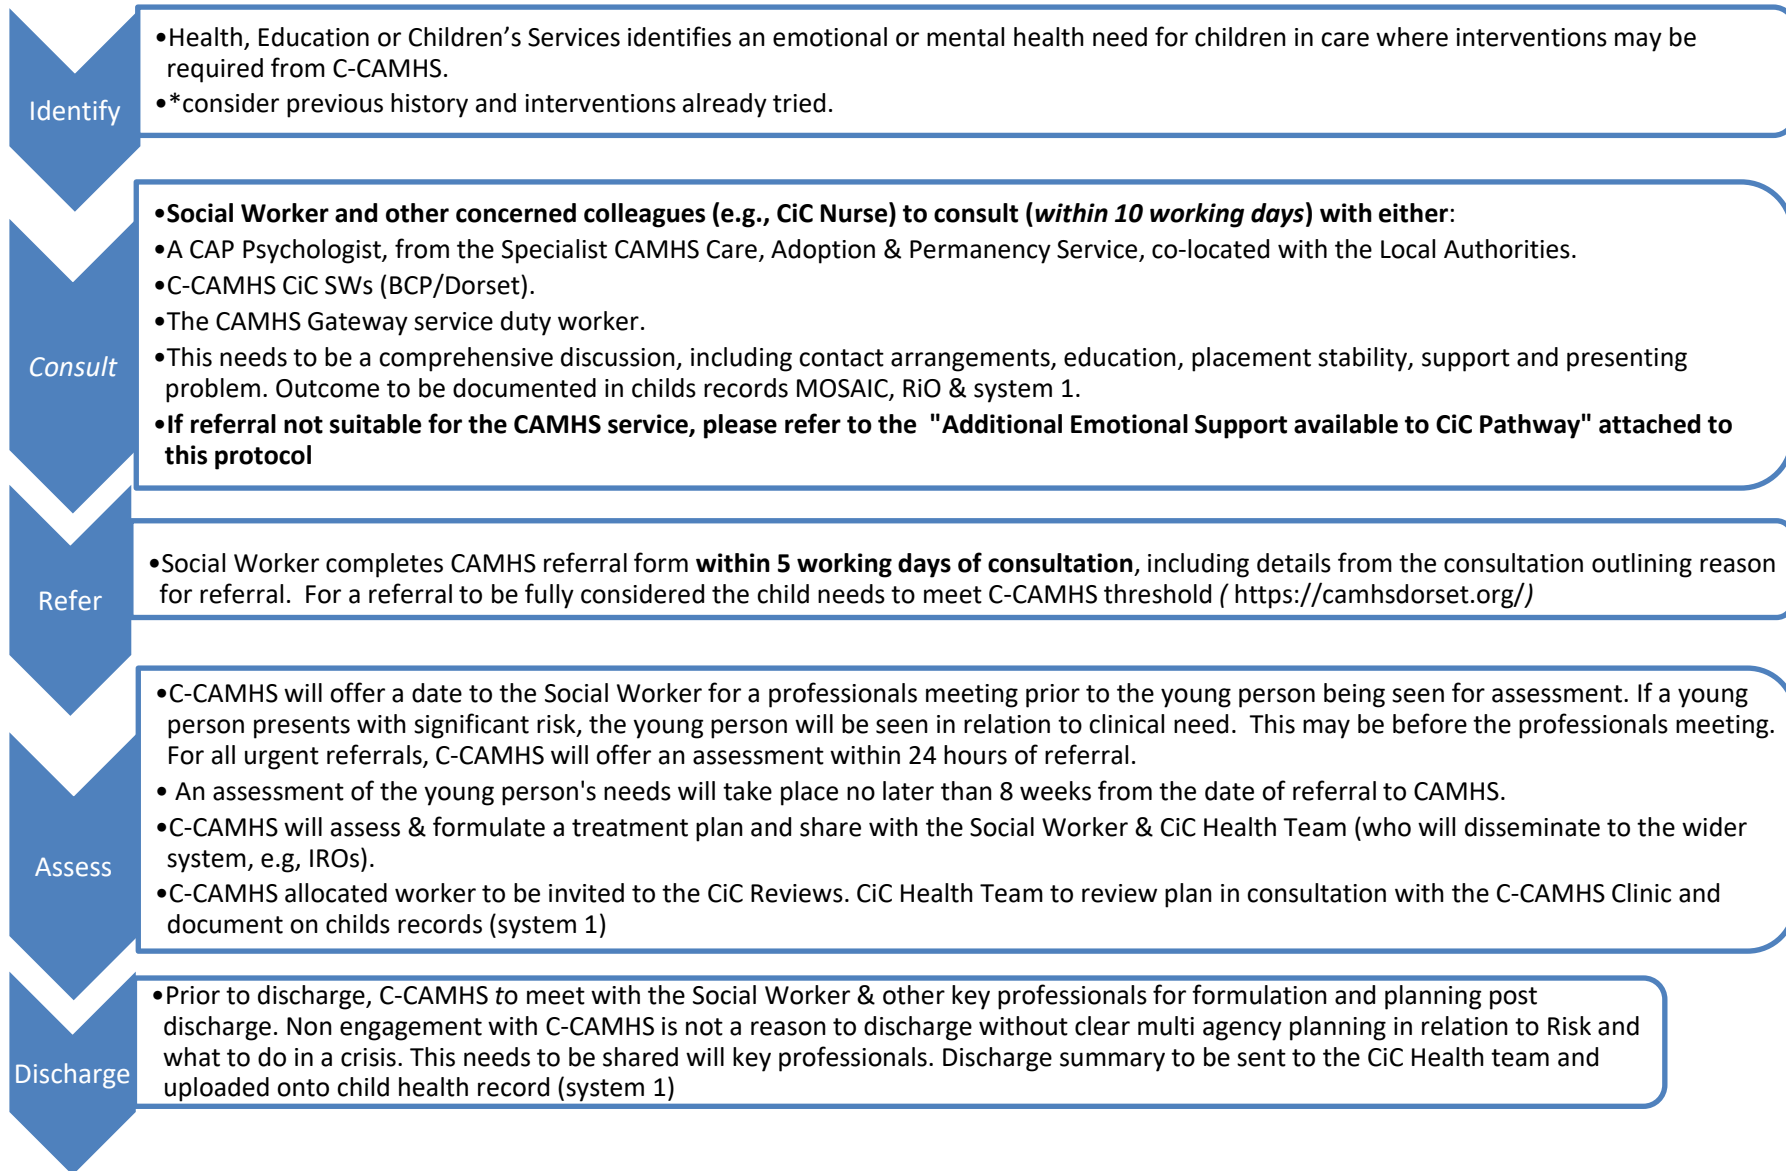 Identify
•Health, Education or Children's Services identifies an emotional or mental health need for children in care where interventions may be
required from C-CAMHS.
•*consider previous history and interventions already tried.
Consult
•Social Worker and other concerned colleagues (e.g., CiC Nurse) to consult (within 10 working days) with either:
•A CAP Psychologist, from the Specialist CAMHS Care, Adoption & Permanency Service, co-located with the Local Authorities.
•C-CAMHS CiC SWs (BCP/Dorset).
•The CAMHS Gateway service duty worker.
•This needs to be a comprehensive discussion, including contact arrangements, education, placement stability, support and presenting
problem. Outcome to be documented in childs records MOSAIC, RiO & system 1.
•If referral not suitable for the CAMHS service, please refer to the "Additional Emotional Support available to CiC Pathway" attached to
this protocol
Refer
•Social Worker completes CAMHS referral form within 5 working days of consultation, including details from the consultation outlining reason
for referral. For a referral to be fully considered the child needs to meet C-CAMHS threshold ( https://camhsdorset.org/)
Assess
•C-CAMHS will offer a date to the Social Worker for a professionals meeting prior to the young person being seen for assessment. If a young
person presents with significant risk, the young person will be seen in relation to clinical need. This may be before the professionals meeting.
For all urgent referrals, C-CAMHS will offer an assessment within 24 hours of referral.
• An assessment of the young person's needs will take place no later than 8 weeks from the date of referral to CAMHS.
•C-CAMHS will assess & formulate a treatment plan and share with the Social Worker & CiC Health Team (who will disseminate to the wider
system, e.g, IROs).
•C-CAMHS allocated worker to be invited to the CiC Reviews. CiC Health Team to review plan in consultation with the C-CAMHS Clinic and
document on childs records (system 1)
Discharge
•Prior to discharge, C-CAMHS to meet with the Social Worker & other key professionals for formulation and planning post
discharge. Non engagement with C-CAMHS is not a reason to discharge without clear multi agency planning in relation to Risk and
what to do in a crisis. This needs to be shared will key professionals. Discharge summary to be sent to the CiC Health team and
uploaded onto child health record (system 1)